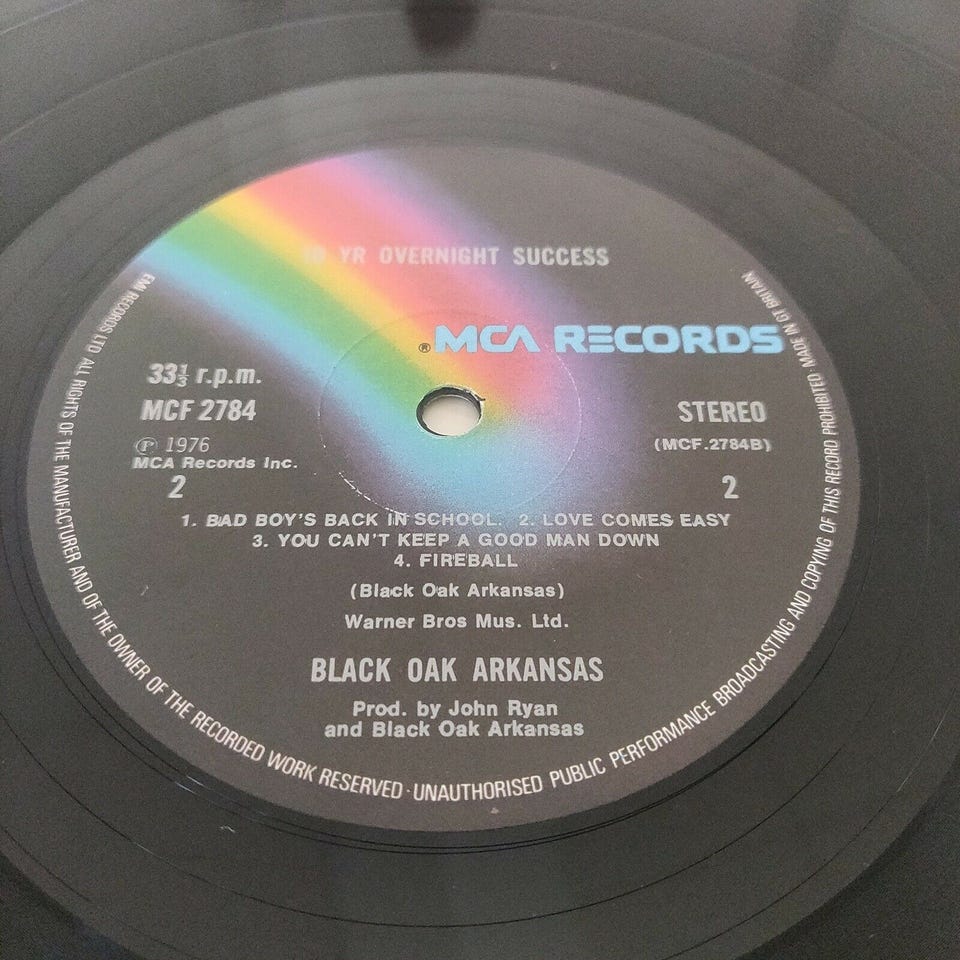 10 YR OVERNIGHT SUCCESS
® MCA RECORDS
33⅓ r.p.m.
MCF 2784
STEREO
(MCF.2784B)
℗ 1976
MCA Records Inc.
2
2
1. BAD BOY'S BACK IN SCHOOL. 2. LOVE COMES EASY
3. YOU CAN'T KEEP A GOOD MAN DOWN
4. FIREBALL
(Black Oak Arkansas)
Warner Bros Mus. Ltd.
BLACK OAK ARKANSAS
Prod. by John Ryan
and Black Oak Arkansas
EMI RECORDS LTD ALL RIGHTS OF THE MANUFACTURER AND OF THE OWNER OF THE RECORDED WORK RESERVED · UNAUTHORISED PUBLIC PERFORMANCE BROADCASTING AND COPYING OF THIS RECORD PROHIBITED · MADE IN GT BRITAIN